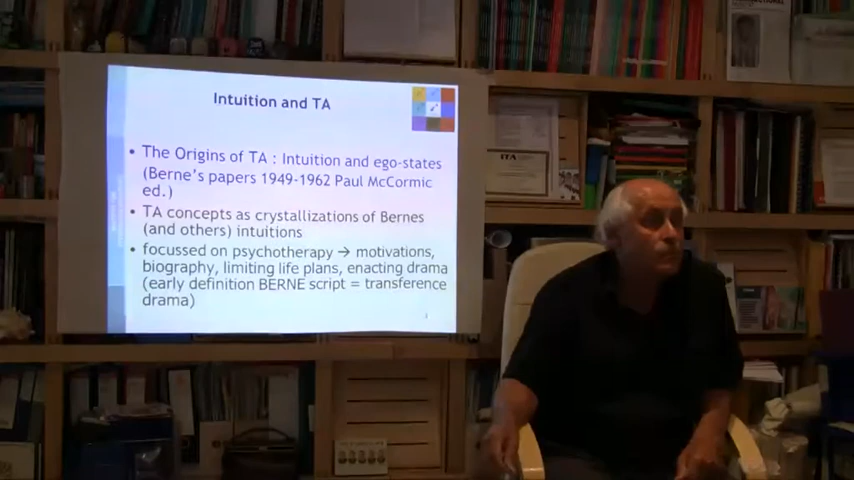 Intuition and TA
• The Origins of TA : Intuition and ego-states
(Berne's papers 1949-1962 Paul McCormic
ed.)
• TA concepts as crystallizations of Bernes
(and others) intuitions
• focussed on psychotherapy → motivations,
biography, limiting life plans, enacting drama
(early definition BERNE script = transference
drama)
ITA